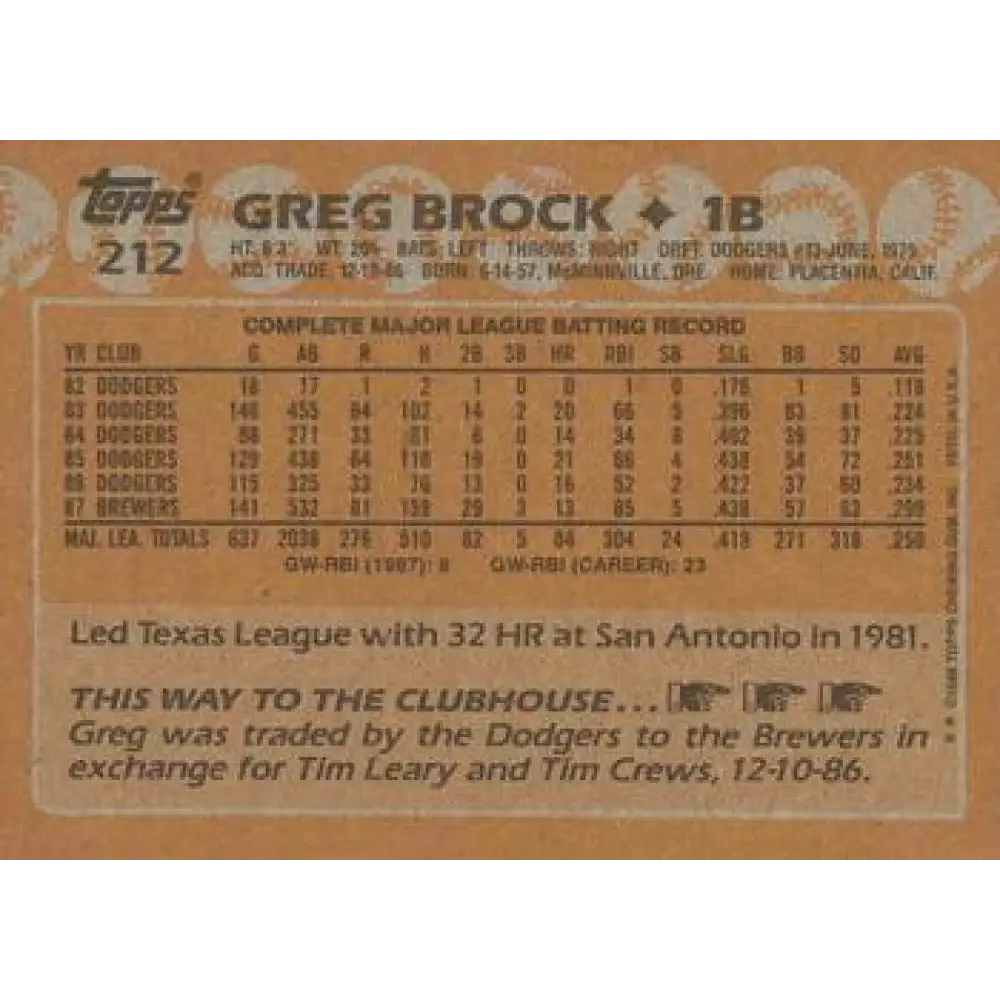 Topps
212
GREG BROCK ♦ 1B
HT. 6'3" WT. BATS: LEFT THROWS: RIGHT DRFT. DODGERS #13-JUNE, 1979
ACQ. TRADE, 12-10-86 BORN: 6-14-57, McMINNVILLE, ORE. HOME: PLACENTIA, CALIF.
COMPLETE MAJOR LEAGUE BATTING RECORD
YR CLUB G AB R H 2B 3B HR RBI SB SLG BB SO AVG
82 DODGERS 18 17 1 2 1 0 0 1 0 .176 1 5 .118
83 DODGERS 146 455 64 102 14 2 20 66 5 .396 83 81 .224
84 DODGERS 88 271 33 61 6 0 14 34 8 .402 39 37 .225
85 DODGERS 129 438 64 110 19 0 21 66 4 .438 54 72 .251
86 DODGERS 115 325 33 76 13 0 16 52 2 .422 37 60 .234
87 BREWERS 141 532 81 159 29 3 13 85 5 .438 57 63 .299
MAJ. LEA. TOTALS 637 2038 276 510 82 5 84 304 24 .419 271 318 .250
GW-RBI (1987): GW-RBI (CAREER): 23
Led Texas League with 32 HR at San Antonio in 1981.
THIS WAY TO THE CLUBHOUSE...
Greg was traded by the Dodgers to the Brewers in
exchange for Tim Leary and Tim Crews, 12-10-86.
TOPPS CHEWING GUM, INC. PRTD. IN U.S.A.